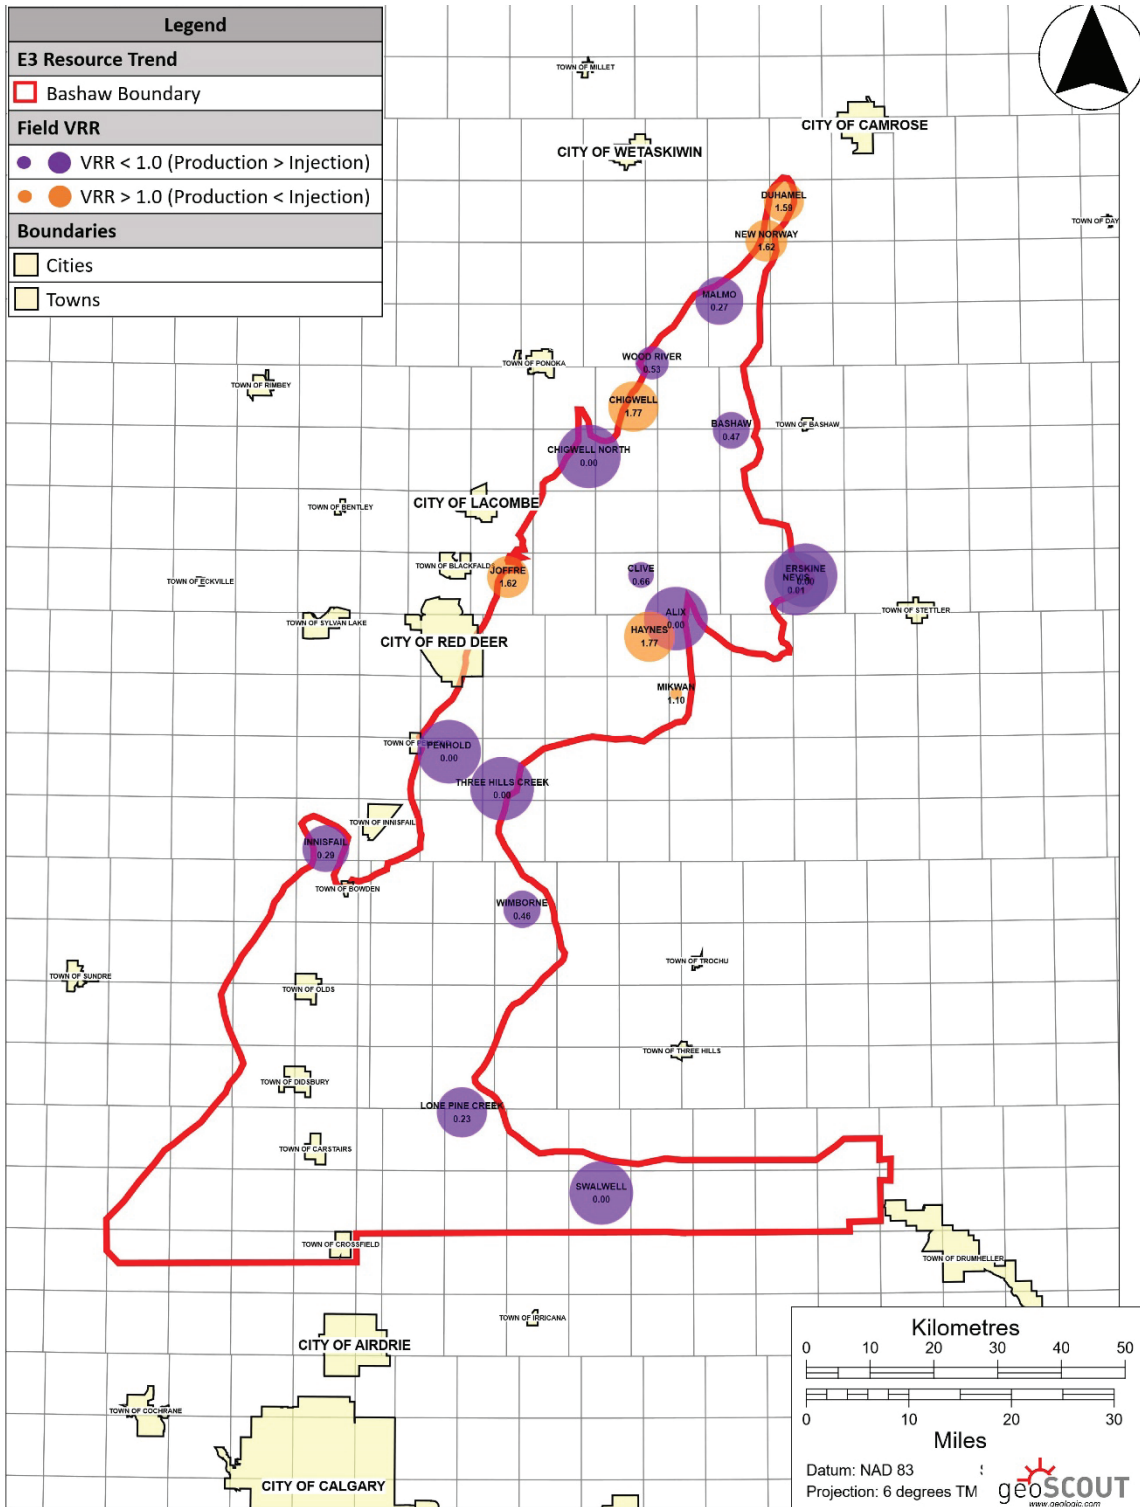 Legend
E3 Resource Trend
Bashaw Boundary
Field VRR
VRR < 1.0 (Production > Injection)
VRR > 1.0 (Production < Injection)
Boundaries
Cities
Towns
TOWN OF MILLET
CITY OF CAMROSE
CITY OF WETASKIWIN
DUHAMEL
1.59
TOWN OF DAY
NEW NORWAY
1.62
MALMO
0.27
WOOD RIVER
0.53
TOWN OF PONOKA
TOWN OF RIMBEY
CHIGWELL
1.77
BASHAW
0.47
TOWN OF BASHAW
CHIGWELL NORTH
0.00
CITY OF LACOMBE
TOWN OF BENTLEY
TOWN OF BLACKFALD
JOFFRE
1.62
CLIVE
0.66
ERSKINE
0.00
NEVIS
0.01
TOWN OF ECKVILLE
TOWN OF STETTLER
ALIX
0.00
TOWN OF SYLVAN LAKE
HAYNES
1.77
CITY OF RED DEER
MIKWAN
1.10
TOWN OF
PENHOLD
0.00
THREE HILLS CREEK
0.00
TOWN OF INNISFAIL
INNISFAIL
0.29
TOWN OF BOWDEN
WIMBORNE
0.46
TOWN OF TROCHU
TOWN OF SUNDRE
TOWN OF OLDS
TOWN OF THREE HILLS
TOWN OF DIDSBURY
LONE PINE CREEK
0.23
TOWN OF CARSTAIRS
SWALWELL
0.00
TOWN OF CROSSFIELD
TOWN OF DRUMHELLER
TOWN OF IRRICANA
CITY OF AIRDRIE
TOWN OF COCHRANE
CITY OF CALGARY
Kilometres
0 10 20 30 40 50
0 10 20 30
Miles
Datum: NAD 83
Projection: 6 degrees TM
geoSCOUT
www.geologic.com